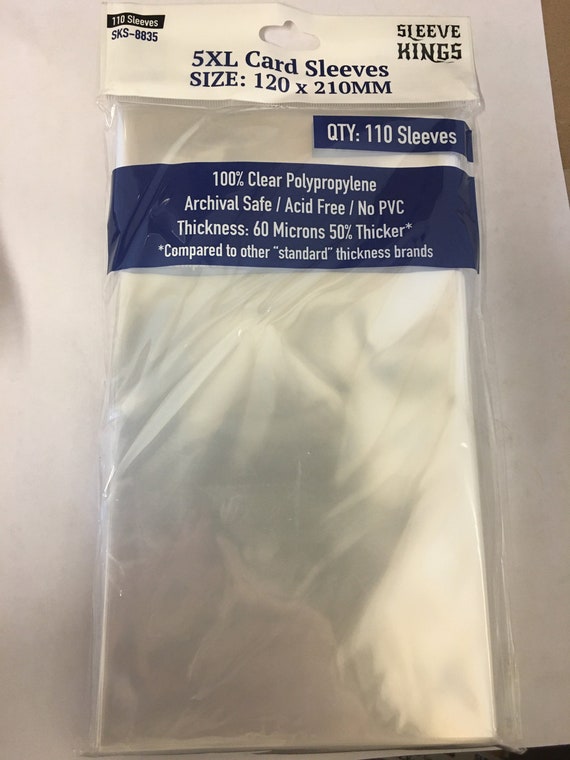 110 Sleeves
SKS-8835
SLEEVE
KINGS
5XL Card Sleeves
SIZE: 120 x 210MM
QTY: 110 Sleeves
100% Clear Polypropylene
Archival Safe / Acid Free / No PVC
Thickness: 60 Microns 50% Thicker*
*Compared to other “standard” thickness brands